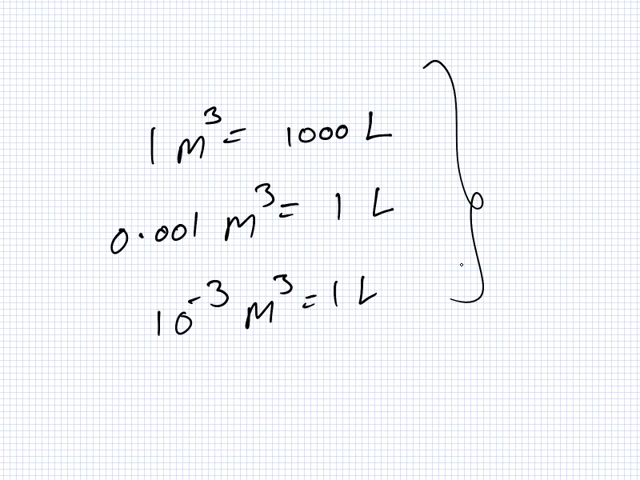 1 m³ = 1000 L
0.001 m³ = 1 L
10⁻³ m³ = 1 L